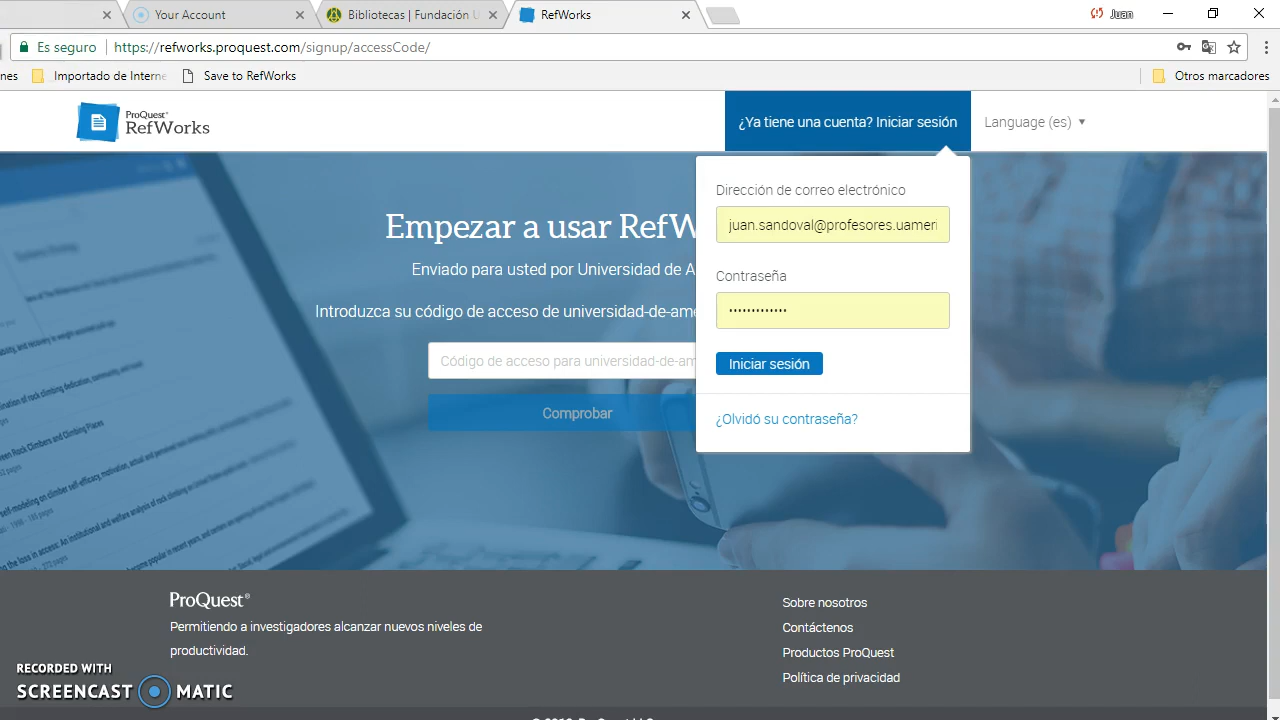 Your Account
Bibliotecas | Fundación U
RefWorks
Juan
Es seguro
https://refworks.proquest.com/signup/accessCode/
nes
Importado de Interne
Save to RefWorks
Otros marcadores
ProQuest®
RefWorks
¿Ya tiene una cuenta? Iniciar sesión
Language (es)
Dirección de correo electrónico
juan.sandoval@profesores.uameri
Contraseña
•••••••••••••
Iniciar sesión
¿Olvidó su contraseña?
Empezar a usar RefW
Enviado para usted por Universidad de A
Introduzca su código de acceso de universidad-de-ame
Código de acceso para universidad-de-am
Comprobar
ProQuest®
Permitiendo a investigadores alcanzar nuevos niveles de
productividad.
Sobre nosotros
Contáctenos
Productos ProQuest
Política de privacidad
RECORDED WITH
SCREENCAST MATIC